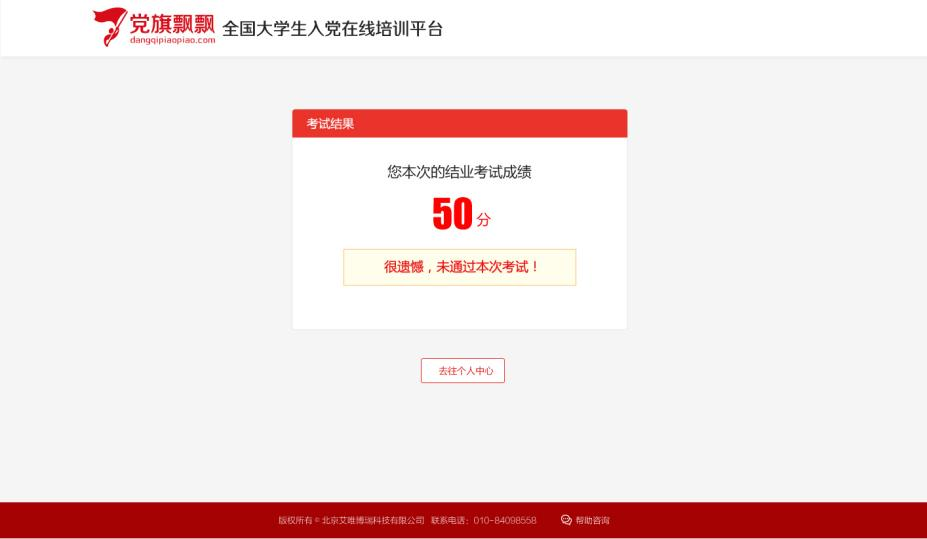 党旗飘飘
dangqipiaopiao.com
全国大学生入党在线培训平台
考试结果
您本次的结业考试成绩
50 分
很遗憾，未通过本次考试！
去往个人中心
版权所有 © 北京艾唯博瑞科技有限公司 联系电话：010-84098558 帮助咨询